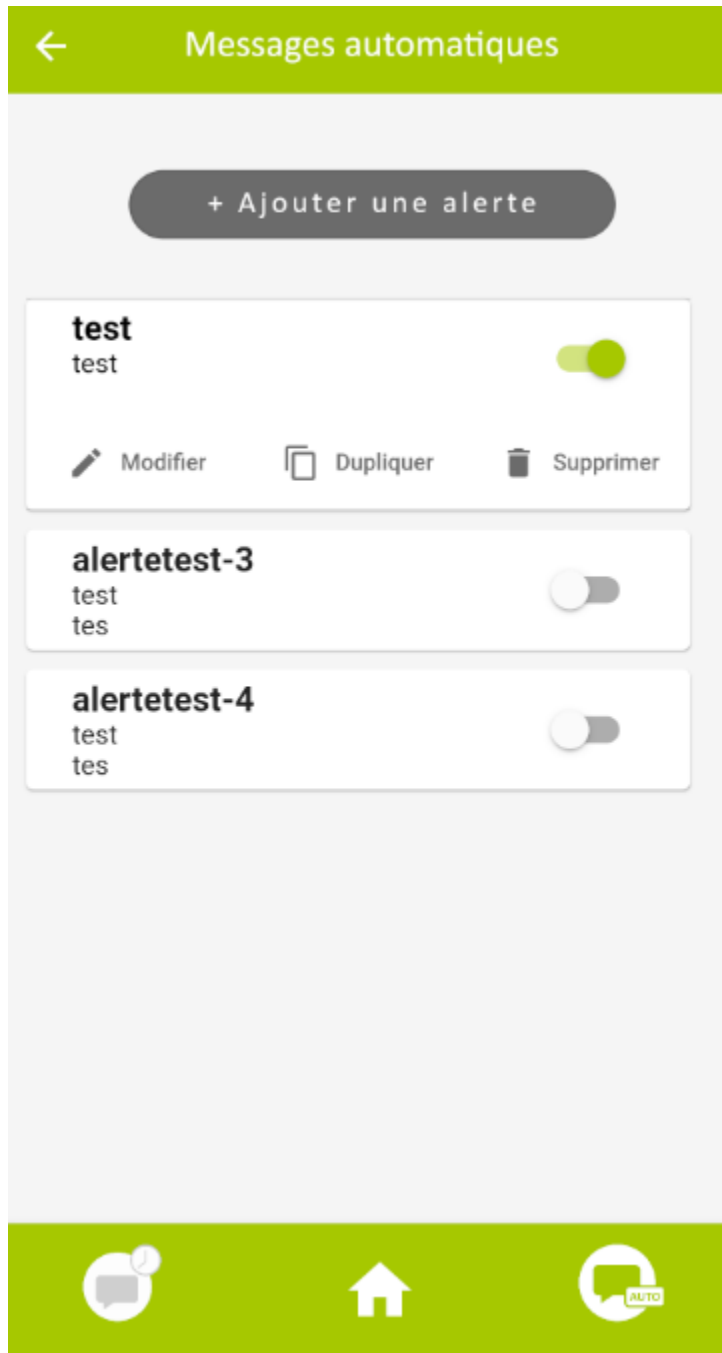 Messages automatiques
+ Ajouter une alerte
test
test
Modifier Dupliquer Supprimer
alertetest-3
test
tes
alertetest-4
test
tes
AUTO